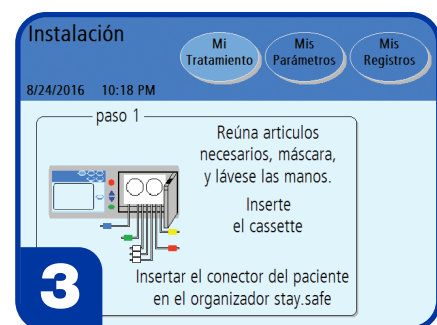 Instalación
Mi
Tratamiento
Mis
Parámetros
Mis
Registros
8/24/2016 10:18 PM
paso 1
Reúna articulos
necesarios, máscara,
y lávese las manos.
Inserte
el cassette
Insertar el conector del paciente
en el organizador stay.safe
3